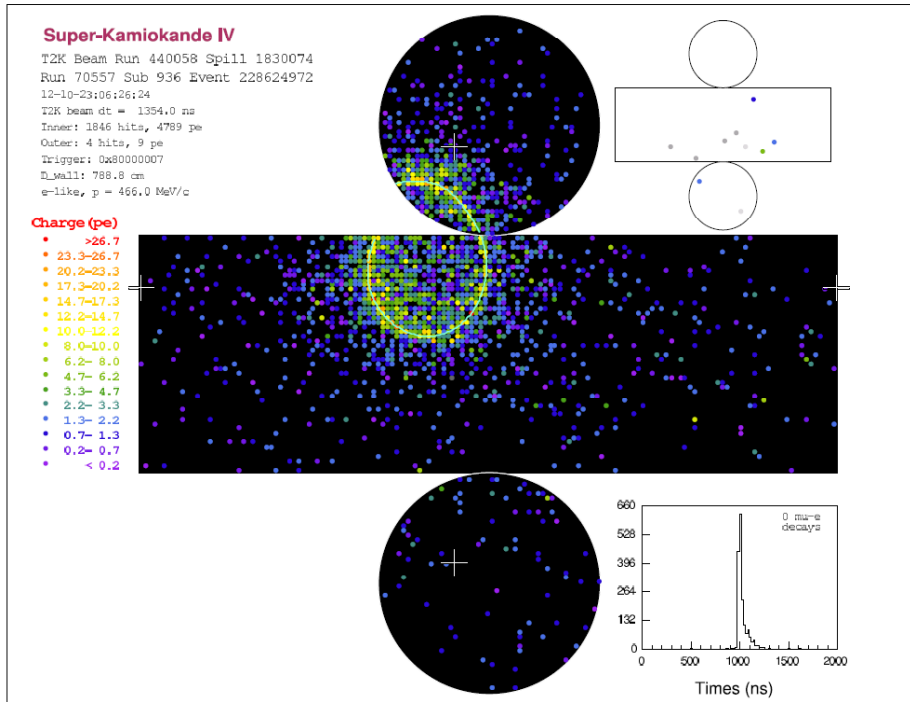 Super-Kamiokande IV
T2K Beam Run 440058 Spill 1830074
Run 70557 Sub 936 Event 228624972
12-10-23:06:26:24
T2K beam dt = 1354.0 ns
Inner: 1846 hits, 4789 pe
Outer: 4 hits, 9 pe
Trigger: 0x80000007
D_wall: 788.8 cm
e-like, p = 466.0 MeV/c
Charge(pe)
>26.7
23.3-26.7
20.2-23.3
17.3-20.2
14.7-17.3
12.2-14.7
10.0-12.2
8.0-10.0
6.2- 8.0
4.7- 6.2
3.3- 4.7
2.2- 3.3
1.3- 2.2
0.7- 1.3
0.2- 0.7
< 0.2
660
528
396
264
132
0
0 mu-e
decays
0 500 1000 1500 2000
Times (ns)